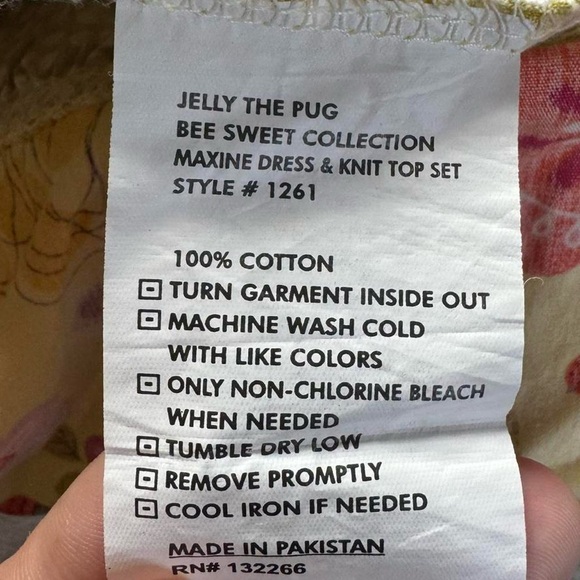 JELLY THE PUG
BEE SWEET COLLECTION
MAXINE DRESS & KNIT TOP SET
STYLE # 1261
100% COTTON
TURN GARMENT INSIDE OUT
MACHINE WASH COLD
WITH LIKE COLORS
ONLY NON-CHLORINE BLEACH
WHEN NEEDED
TUMBLE DRY LOW
REMOVE PROMPTLY
COOL IRON IF NEEDED
MADE IN PAKISTAN
RN# 132266